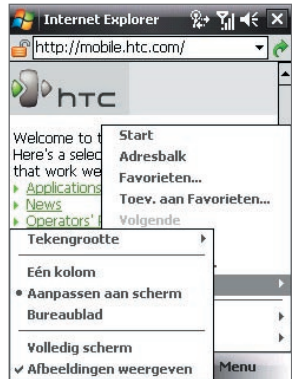 Internet Explorer
http://mobile.htc.com/
htc
Welcome to t
Here's a selec
that work we
Applications
News
Operators'
Start
Adresbalk
Favorieten...
Toev. aan Favorieten...
Volgende
Tekengrootte
Eén kolom
Aanpassen aan scherm
Bureaublad
Volledig scherm
Afbeeldingen weergeven
Menu